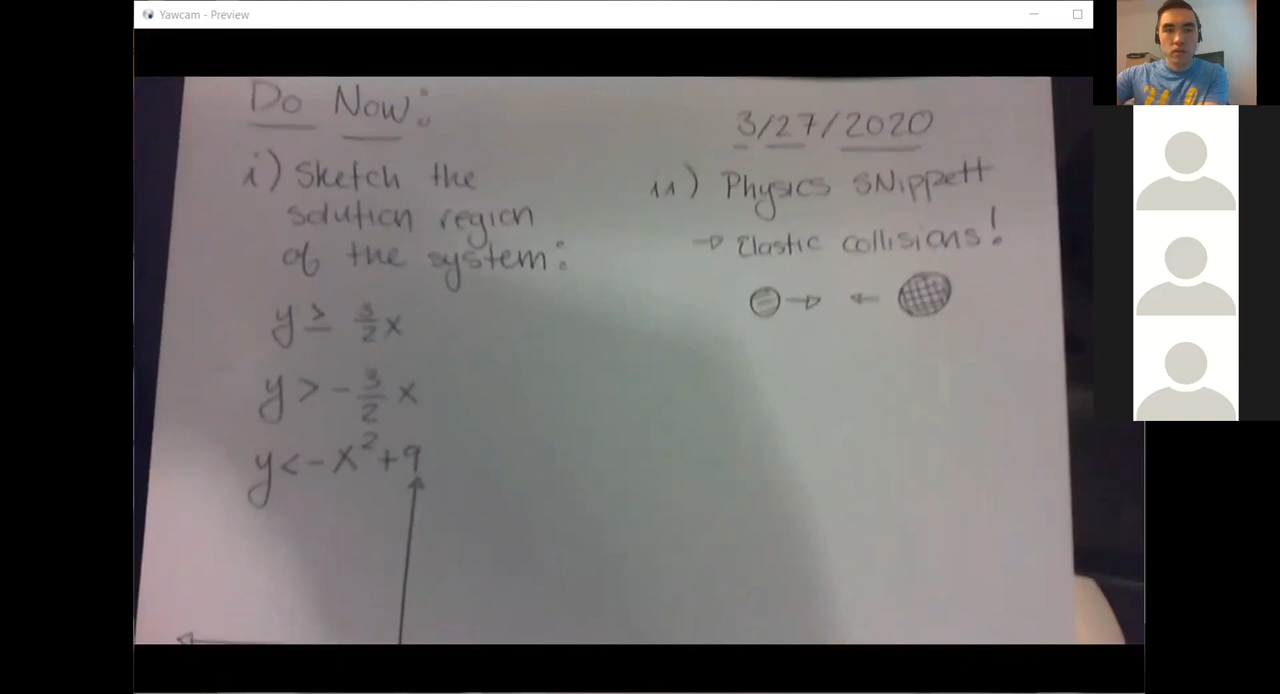 Yawcam - Preview
Do Now:
i) Sketch the
solution region
of the system:
y ≥ 3/2 x
y > - 3/2 x
y < - x² + 9
3/27/2020
ii) Physics SNippett
→ Elastic collisions!